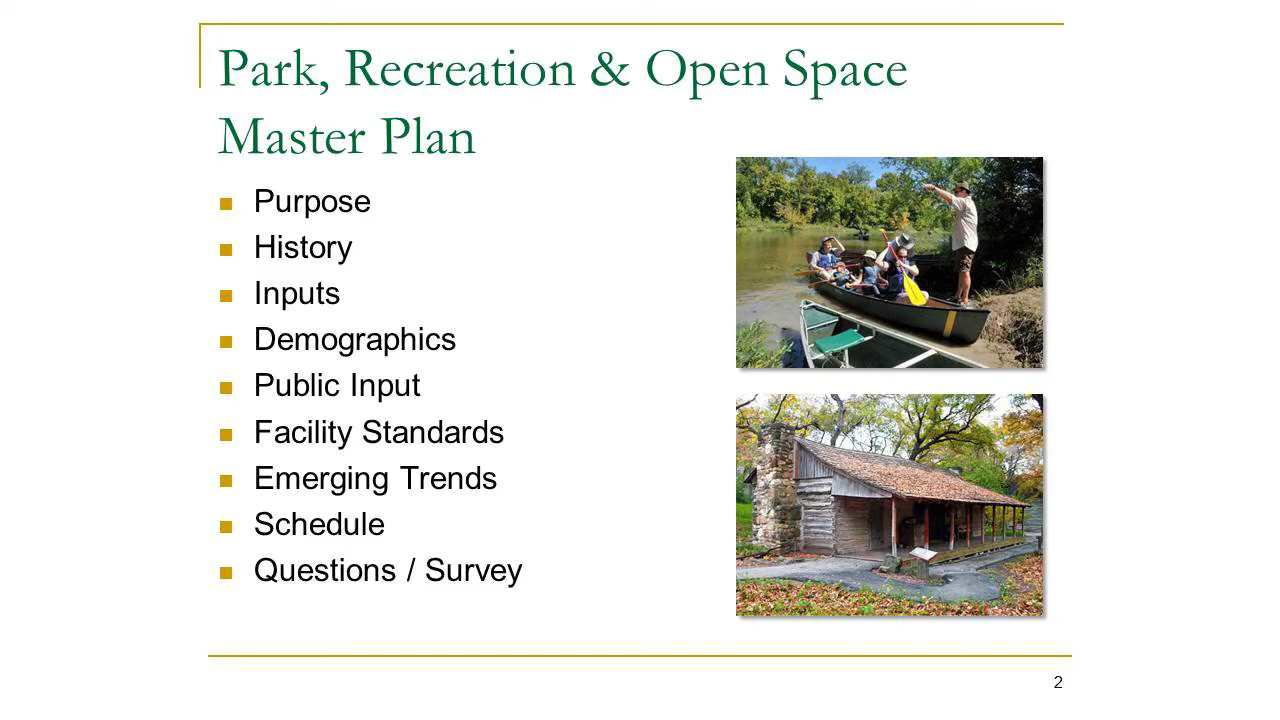 Park, Recreation & Open Space
Master Plan
Purpose
History
Inputs
Demographics
Public Input
Facility Standards
Emerging Trends
Schedule
Questions / Survey
2